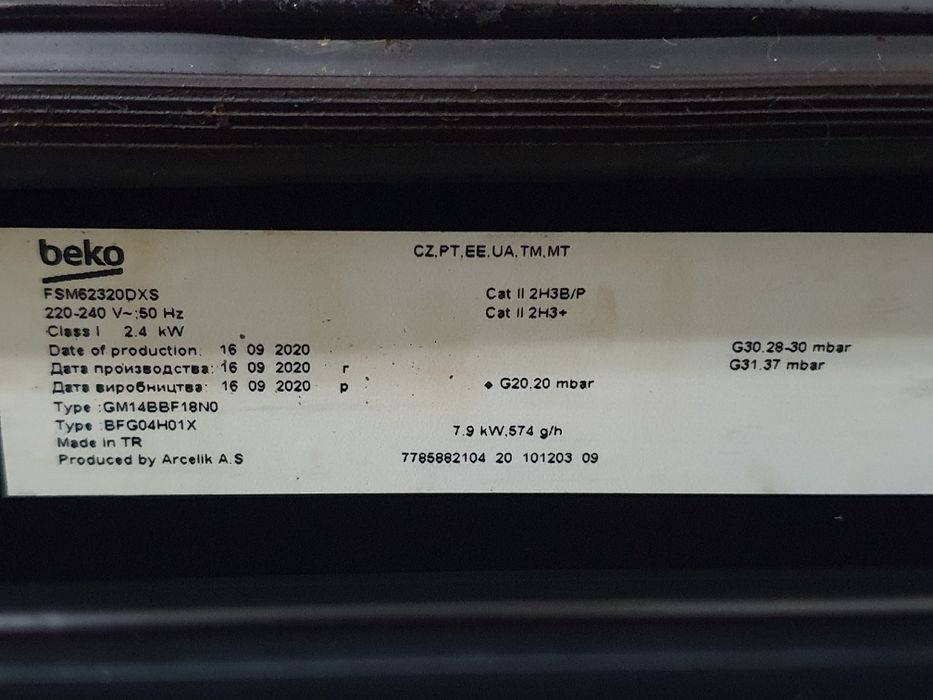 beko
CZ,PT,EE,UA,TM,MT
FSM62320DXS
Cat II 2H3B/P
220-240 V~;50 Hz
Cat II 2H3+
Class I 2.4 kW
Date of production: 16 09 2020
G30.28-30 mbar
Дата производства: 16 09 2020 г
G31.37 mbar
Дата виробництва: 16 09 2020 р
◆ G20,20 mbar
Type :GM14BBF18N0
Type :BFG04H01X
7.9 kW,574 g/h
Made in TR
Produced by Arcelik A.S
7785882104 20 101203 09